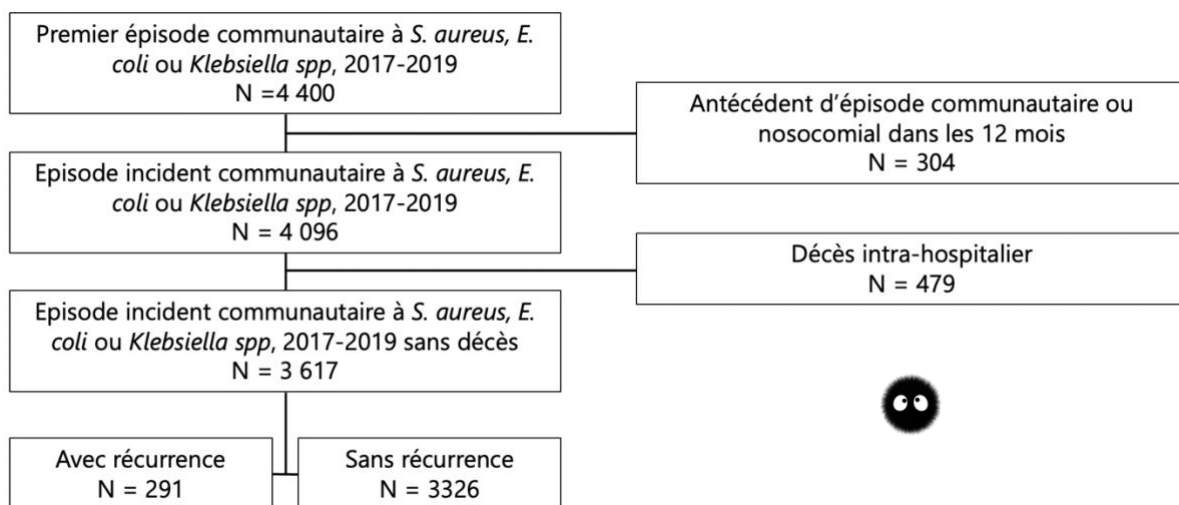 Premier épisode communautaire à S. aureus, E.
coli ou Klebsiella spp, 2017-2019
N =4 400
Antécédent d’épisode communautaire ou
nosocomial dans les 12 mois
N = 304
Episode incident communautaire à S. aureus, E.
coli ou Klebsiella spp, 2017-2019
N = 4 096
Décès intra-hospitalier
N = 479
Episode incident communautaire à S. aureus, E.
coli ou Klebsiella spp, 2017-2019 sans décès
N = 3 617
Avec récurrence
N = 291
Sans récurrence
N = 3326